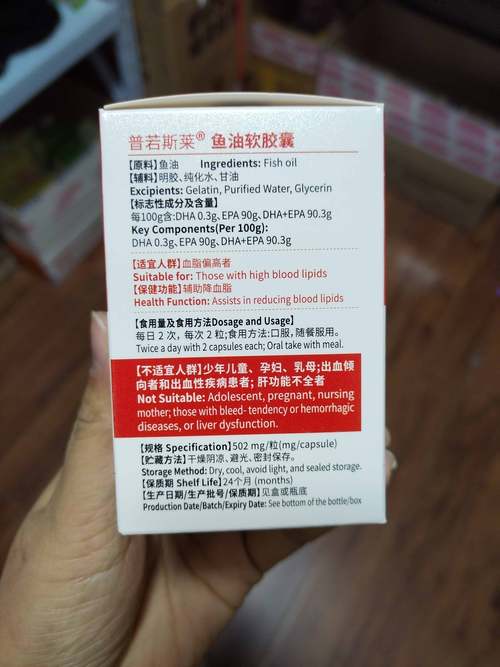 普若斯莱® 鱼油软胶囊
【原料】鱼油 Ingredients: Fish oil
【辅料】明胶、纯化水、甘油
Excipients: Gelatin, Purified Water, Glycerin
【标志性成分及含量】
每100g含:DHA 0.3g、EPA 90g、DHA+EPA 90.3g
Key Components(Per 100g):
DHA 0.3g、EPA 90g、DHA+EPA 90.3g
【适宜人群】血脂偏高者
Suitable for: Those with high blood lipids
【保健功能】辅助降血脂
Health Function: Assists in reducing blood lipids
【食用量及食用方法Dosage and Usage】
每日2次，每次2粒；食用方法:口服，随餐服用。
Twice a day with 2 capsules each; Oral take with meal.
【不适宜人群】少年儿童、孕妇、乳母；出血倾
向者和出血性疾病患者；肝功能不全者
Not Suitable: Adolescent, pregnant, nursing
mother; those with bleed- tendency or hemorrhagic
diseases, or liver dysfunction.
【规格 Specification】502 mg/粒(mg/capsule)
【贮藏方法】干燥阴凉、避光、密封保存。
Storage Method: Dry, cool, avoid light, and sealed storage.
【保质期 Shelf Life】24个月 (months)
【生产日期/生产批号/保质期】见盒或瓶底
Production Date/Batch/Expiry Date: See bottom of the bottle/box